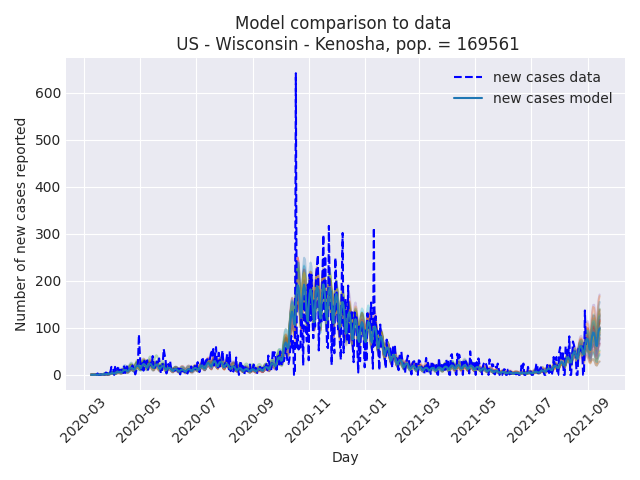 Model comparison to data
US - Wisconsin - Kenosha, pop. = 169561
new cases data
new cases model
Number of new cases reported
600
500
400
300
200
100
0
2020-03
2020-05
2020-07
2020-09
2020-11
2021-01
2021-03
2021-05
2021-07
2021-09
Day